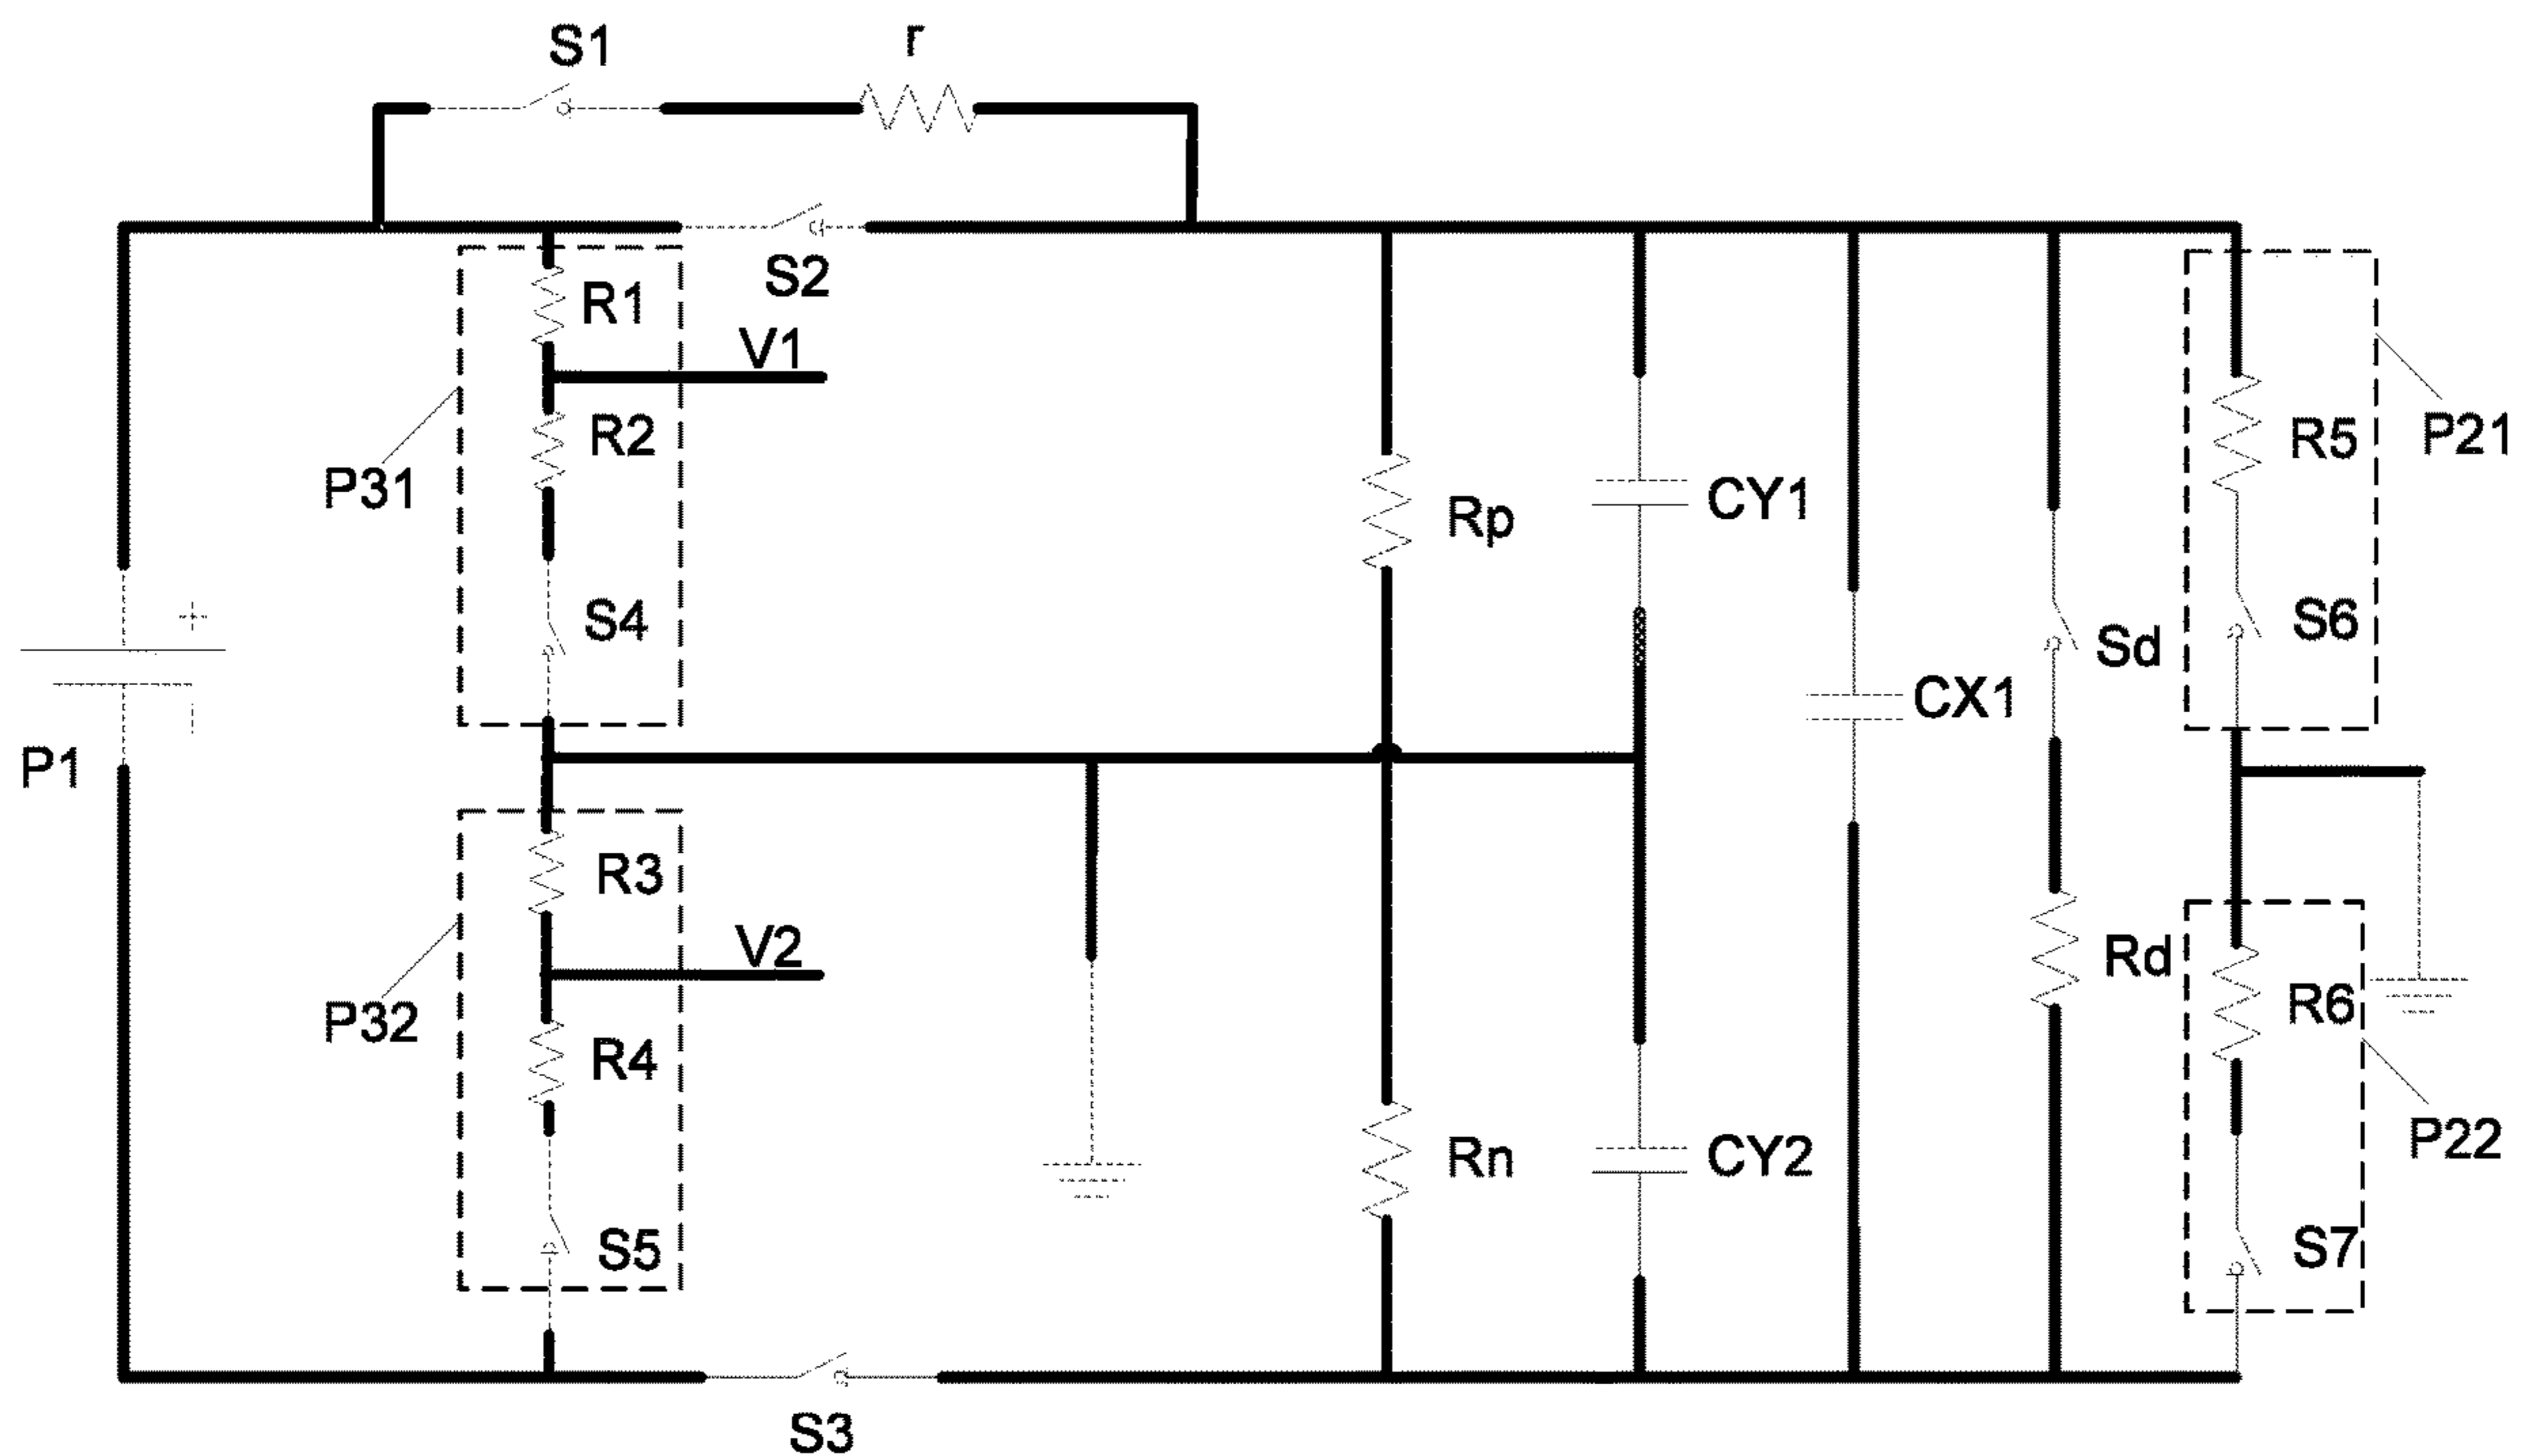 S1
r
S2
R1
V1
R2
P31
S4
Rp
CY1
R5
P21
S6
Sd
CX1
+
-
P1
R3
V2
P32
R4
S5
Rn
CY2
Rd
R6
P22
S7
S3